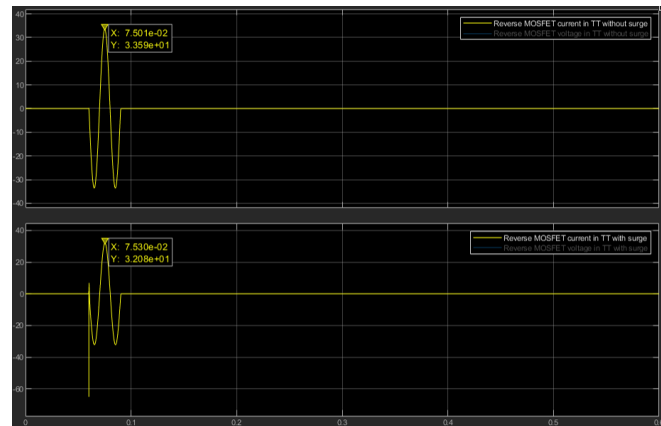 40
30
20
10
0
-10
-20
-30
-40
X: 7.501e-02
Y: 3.359e+01
Reverse MOSFET current in TT without surge
Reverse MOSFET voltage in TT without surge
40
20
0
-20
-40
-60
X: 7.530e-02
Y: 3.208e+01
Reverse MOSFET current in TT with surge
Reverse MOSFET voltage in TT with surge
0 0.1 0.2 0.3 0.4 0.5